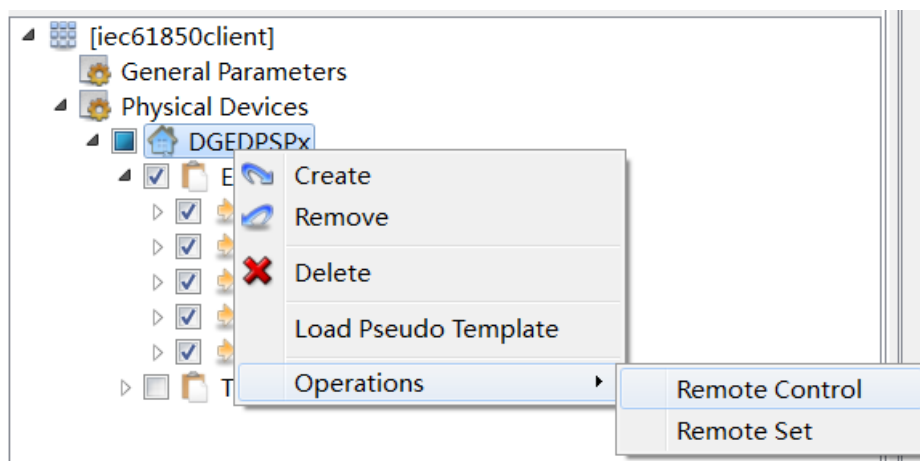 [iec61850client]
General Parameters
Physical Devices
DGEDPSPx
E
Create
Remove
Delete
Load Pseudo Template
T
Operations
Remote Control
Remote Set